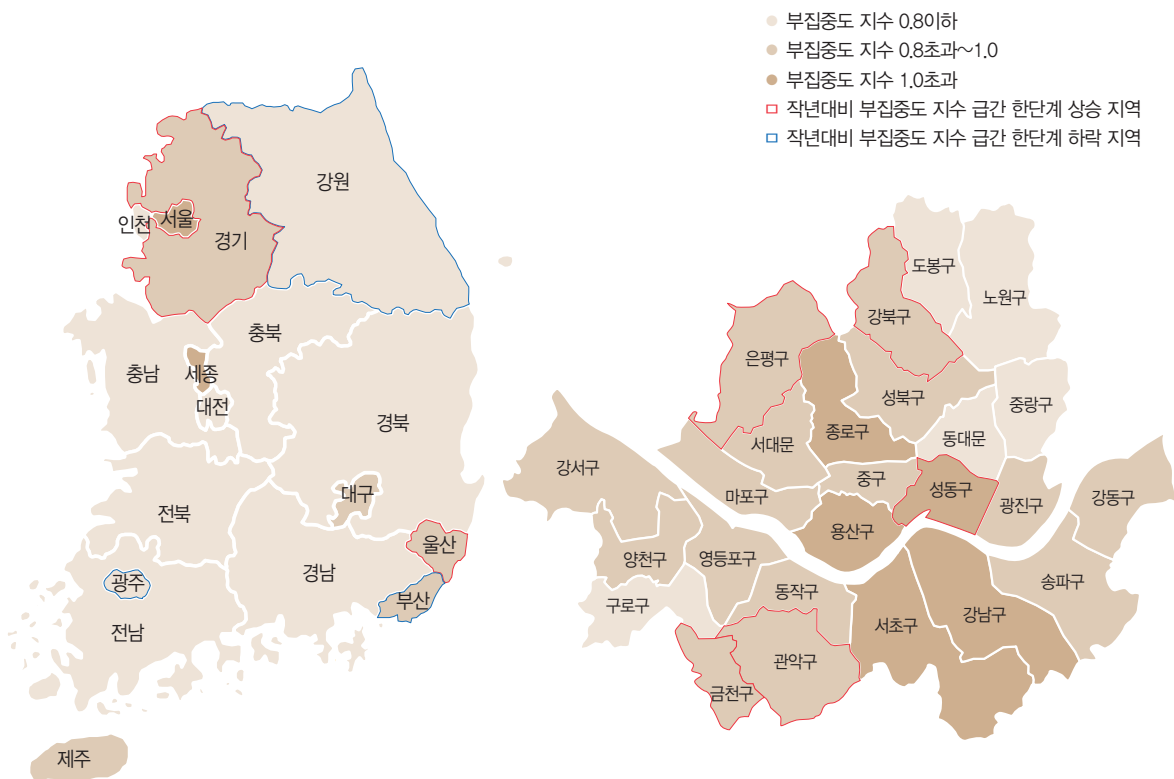 부집중도 지수 0.8이하
부집중도 지수 0.8초과~1.0
부집중도 지수 1.0초과
작년대비 부집중도 지수 급간 한단계 상승 지역
작년대비 부집중도 지수 급간 한단계 하락 지역
강원
인천
서울
경기
충북
충남
세종
대전
경북
대구
전북
울산
경남
광주
부산
전남
제주
도봉구
노원구
강북구
은평구
성북구
중랑구
서대문
종로구
동대문
강서구
마포구
중구
성동구
광진구
강동구
용산구
양천구
영등포구
송파구
구로구
동작구
서초구
강남구
관악구
금천구